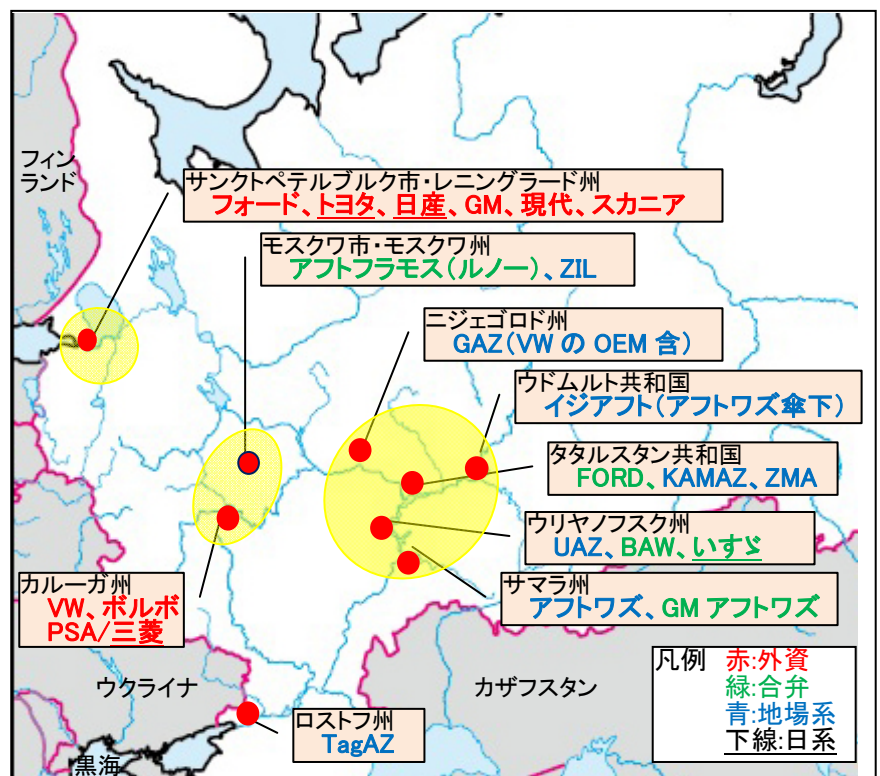 フィン
ランド
サンクトペテルブルク市・レニングラード州
フォード、トヨタ、日産、GM、現代、スカニア
モスクワ市・モスクワ州
アフトフラモス(ルノー)、ZIL
ニジェゴロド州
GAZ(VW の OEM 含)
ウドムルト共和国
イジアフト(アフトワズ傘下)
タタルスタン共和国
FORD、KAMAZ、ZMA
ウリヤノフスク州
UAZ、BAW、いすゞ
サマラ州
アフトワズ、GM アフトワズ
カルーガ州
VW、ボルボ
PSA/三菱
ウクライナ
カザフスタン
ロストフ州
TagAZ
黒海
凡例 赤:外資
緑:合弁
青:地場系
下線:日系